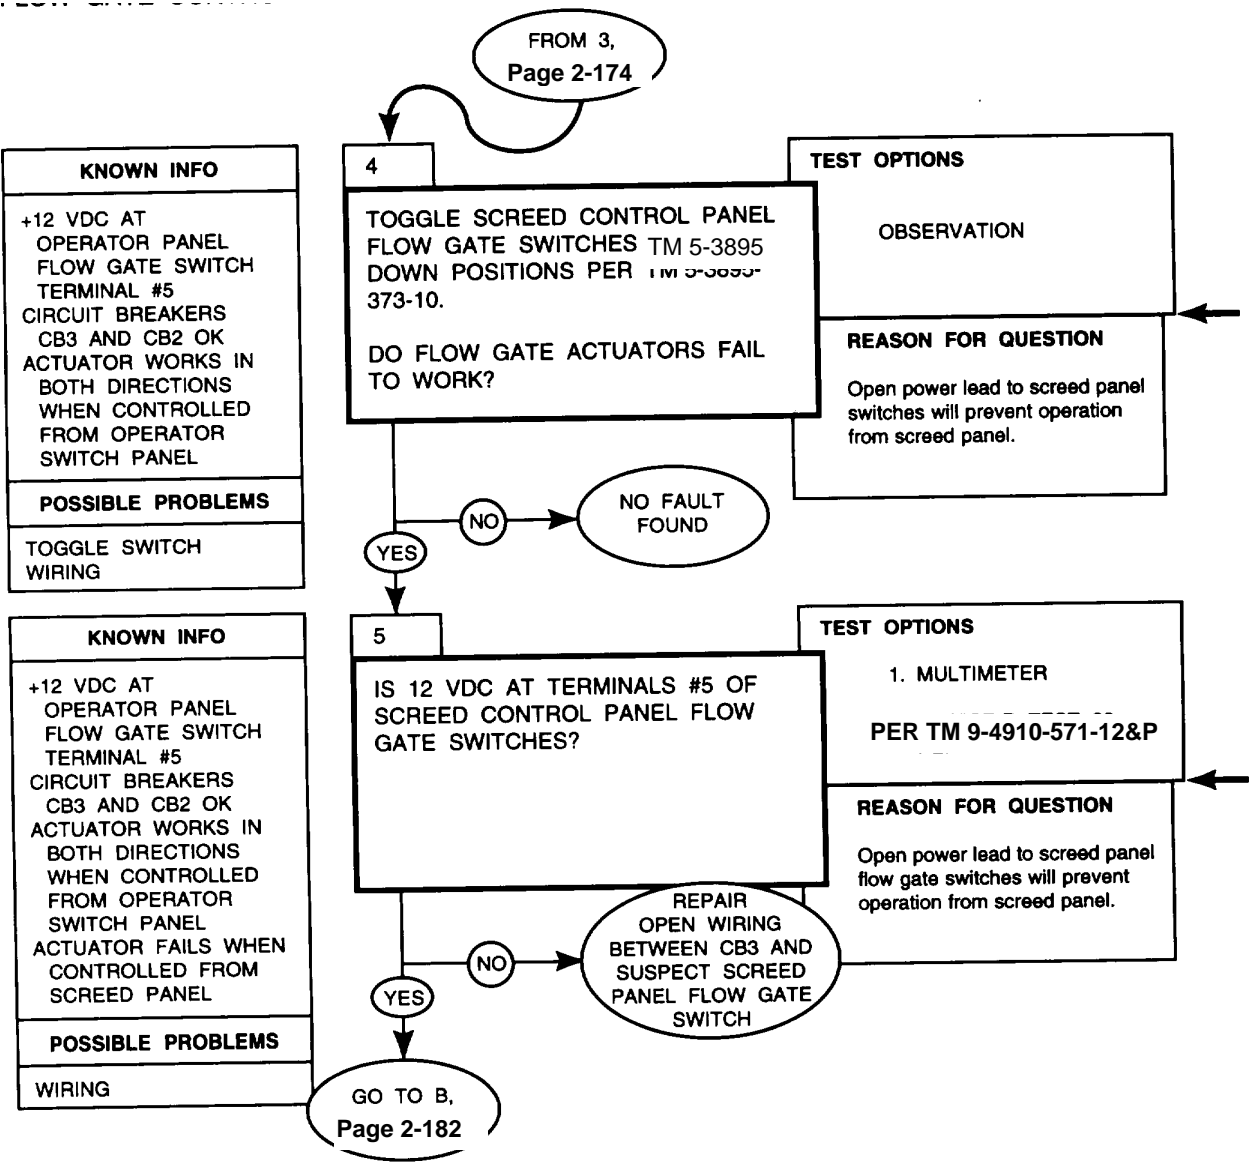 FROM 3,
Page 2-174
KNOWN INFO
+12 VDC AT
OPERATOR PANEL
FLOW GATE SWITCH
TERMINAL #5
CIRCUIT BREAKERS
CB3 AND CB2 OK
ACTUATOR WORKS IN
BOTH DIRECTIONS
WHEN CONTROLLED
FROM OPERATOR
SWITCH PANEL
POSSIBLE PROBLEMS
TOGGLE SWITCH
WIRING
4
TOGGLE SCREED CONTROL PANEL
FLOW GATE SWITCHES TM 5-3895
DOWN POSITIONS PER TM 5-3895-
373-10.
DO FLOW GATE ACTUATORS FAIL
TO WORK?
TEST OPTIONS
OBSERVATION
REASON FOR QUESTION
Open power lead to screed panel
switches will prevent operation
from screed panel.
NO
NO FAULT
FOUND
YES
KNOWN INFO
+12 VDC AT
OPERATOR PANEL
FLOW GATE SWITCH
TERMINAL #5
CIRCUIT BREAKERS
CB3 AND CB2 OK
ACTUATOR WORKS IN
BOTH DIRECTIONS
WHEN CONTROLLED
FROM OPERATOR
SWITCH PANEL
ACTUATOR FAILS WHEN
CONTROLLED FROM
SCREED PANEL
POSSIBLE PROBLEMS
WIRING
5
IS 12 VDC AT TERMINALS #5 OF
SCREED CONTROL PANEL FLOW
GATE SWITCHES?
TEST OPTIONS
1. MULTIMETER
PER TM 9-4910-571-12&P
REASON FOR QUESTION
Open power lead to screed panel
flow gate switches will prevent
operation from screed panel.
NO
REPAIR
OPEN WIRING
BETWEEN CB3 AND
SUSPECT SCREED
PANEL FLOW GATE
SWITCH
YES
GO TO B,
Page 2-182